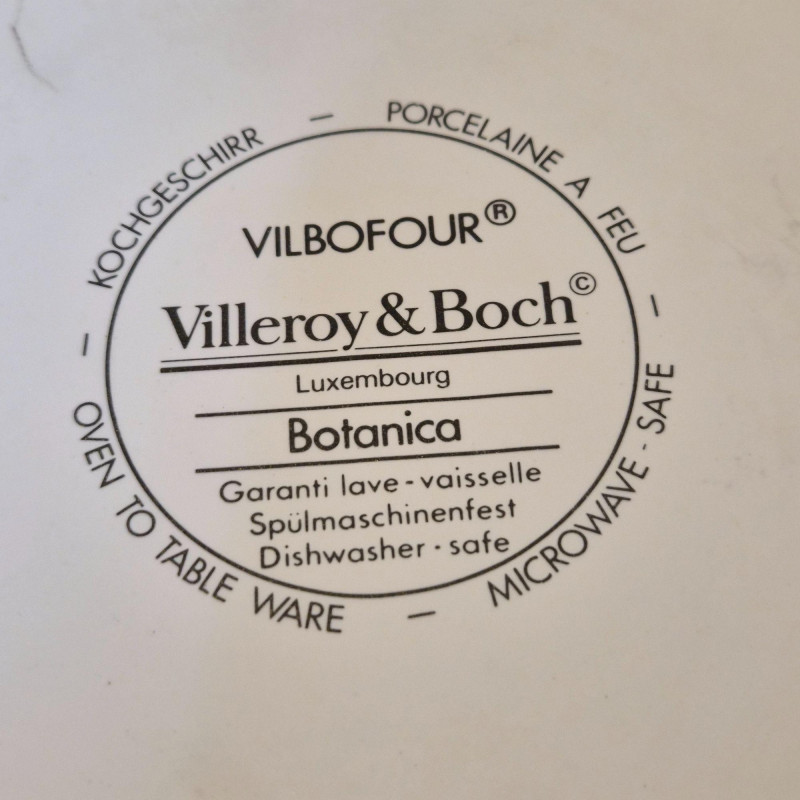 KOCHGESCHIRR — PORCELAINE A FEU — MICROWAVE - SAFE — OVEN TO TABLE WARE —
VILBOFOUR®
Villeroy & Boch©
Luxembourg
Botanica
Garanti lave-vaisselle
Spülmaschinenfest
Dishwasher - safe